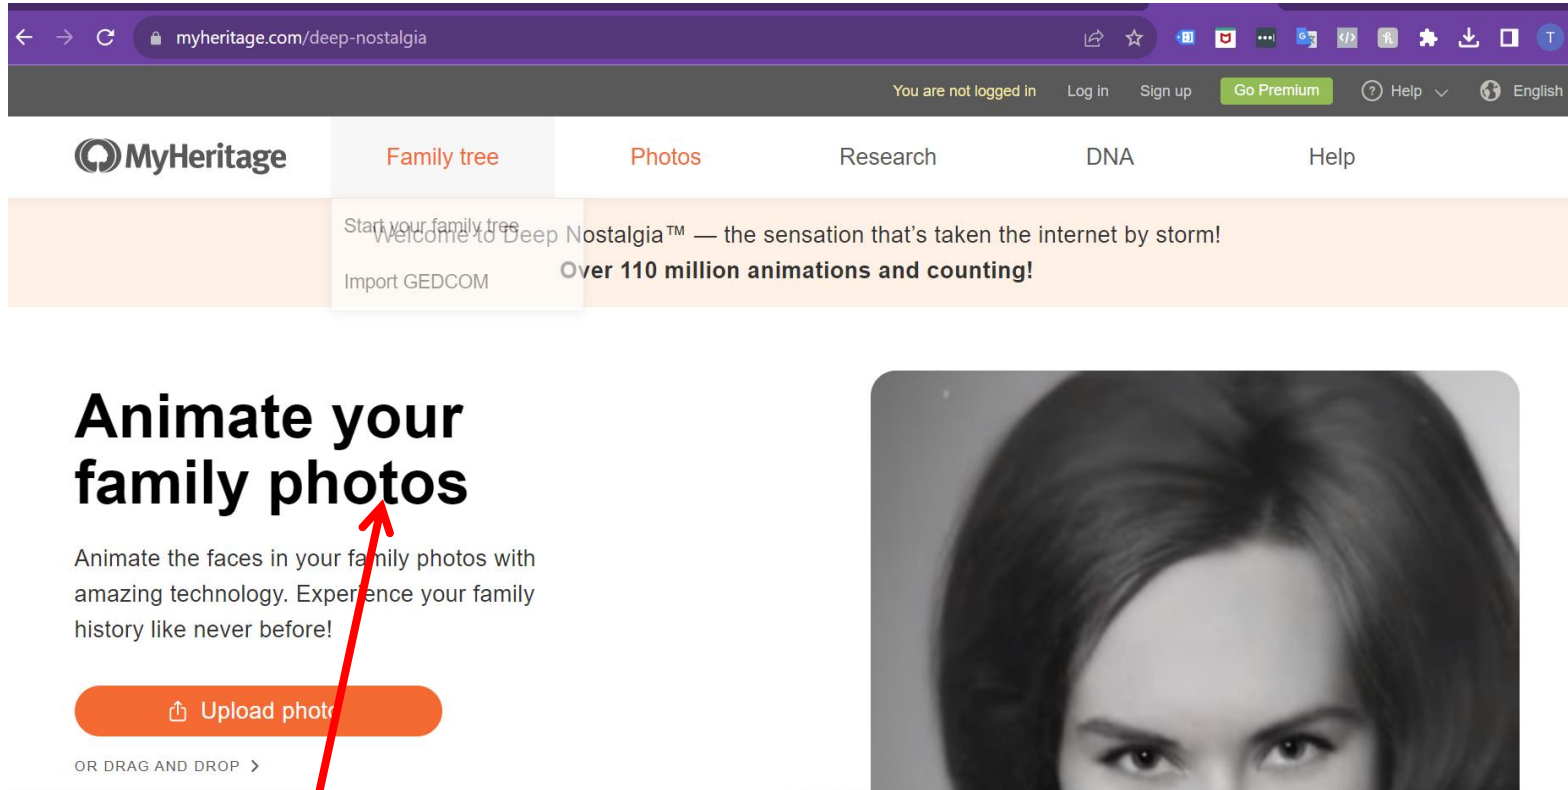 myheritage.com/deep-nostalgia
T
You are not logged in Log in Sign up Go Premium Help English
MyHeritage Family tree Photos Research DNA Help
Start your family tree
Welcome to Deep Nostalgia™ — the sensation that's taken the internet by storm!
Import GEDCOM
Over 110 million animations and counting!
Animate your
family photos
Animate the faces in your family photos with
amazing technology. Experience your family
history like never before!
Upload photo
OR DRAG AND DROP